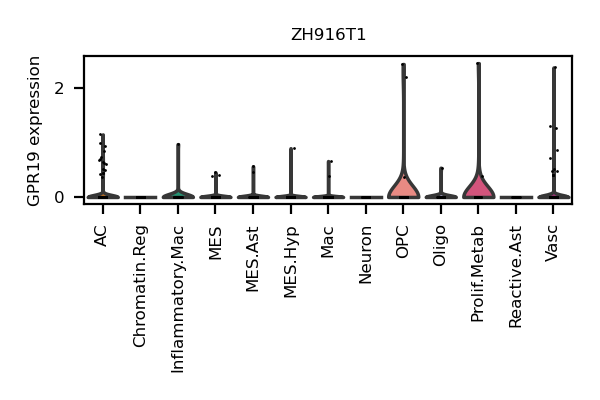 ZH916T1
GPR19 expression
2
0
AC
Chromatin.Reg
Inflammatory.Mac
MES
MES.Ast
MES.Hyp
Mac
Neuron
OPC
Oligo
Prolif.Metab
Reactive.Ast
Vasc